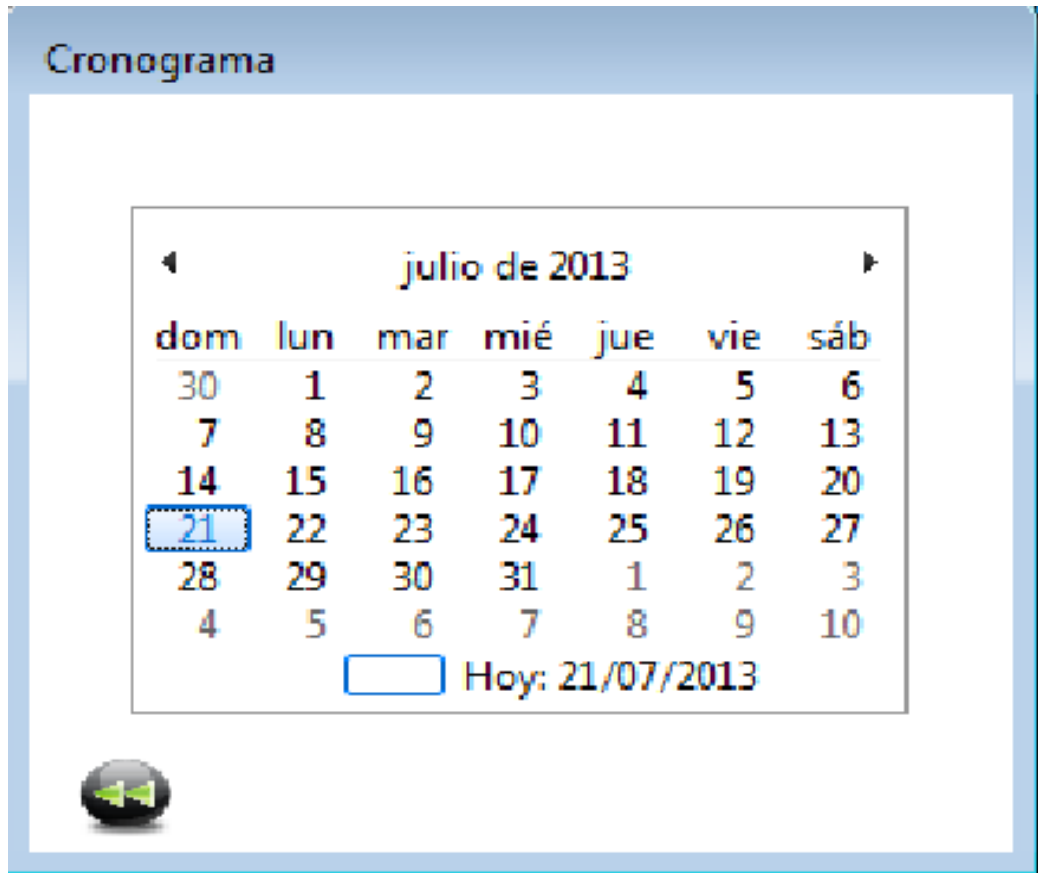 Cronograma
julio de 2013
dom lun mar mié jue vie sáb
30 1 2 3 4 5 6
7 8 9 10 11 12 13
14 15 16 17 18 19 20
21 22 23 24 25 26 27
28 29 30 31 1 2 3
4 5 6 7 8 9 10
Hoy: 21/07/2013